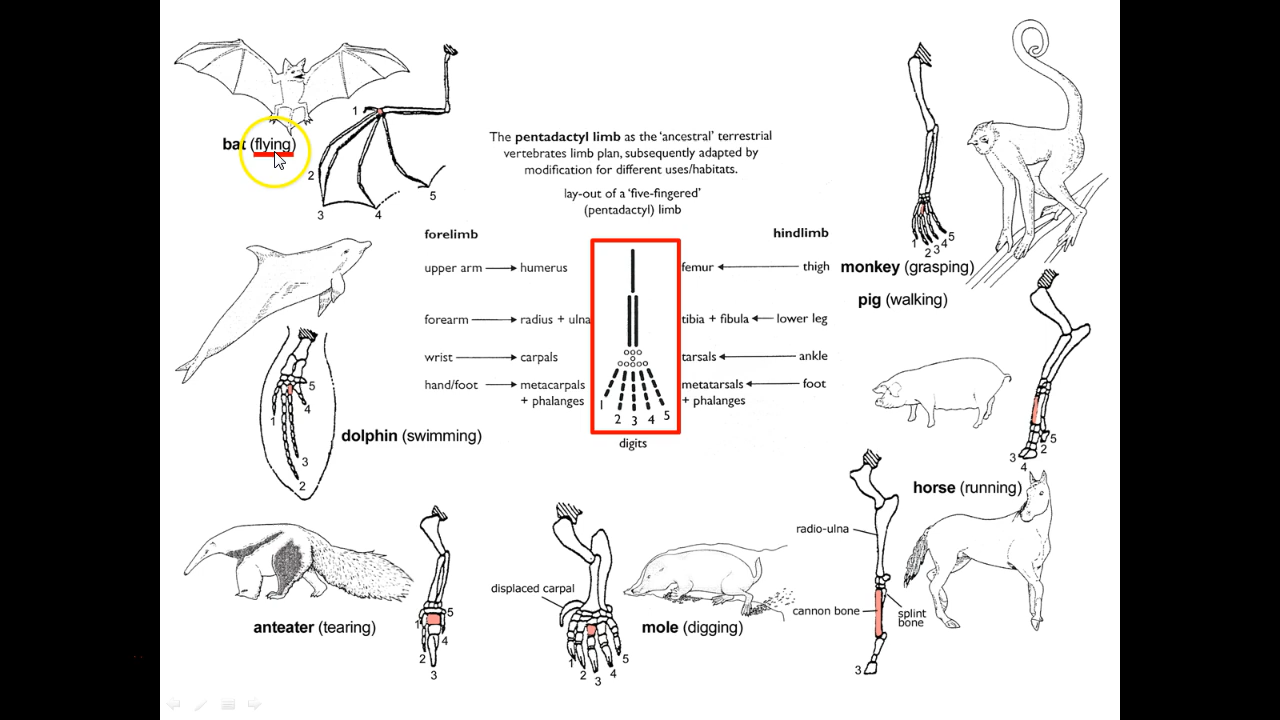 bat (flying)
1
2
3
4
5
The pentadactyl limb as the ‘ancestral’ terrestrial
vertebrates limb plan, subsequently adapted by
modification for different uses/habitats.
lay-out of a ‘five-fingered’
(pentadactyl) limb
forelimb
hindlimb
upper arm humerus
femur thigh
forearm radius + ulna
tibia + fibula lower leg
wrist carpals
tarsals ankle
hand/foot metacarpals
+ phalanges
metatarsals foot
+ phalanges
1 2 3 4 5
digits
1 2 3 4 5
monkey (grasping)
pig (walking)
3 4 2 5
dolphin (swimming)
5
4
1
3
2
horse (running)
radio-ulna
cannon bone
splint
bone
3
anteater (tearing)
1
5
4
2
3
displaced carpal
mole (digging)
1 2 3 4 5